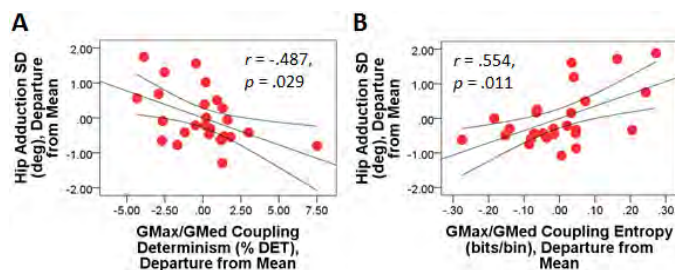 A
Hip Adduction SD
(deg), Departure
from Mean
2.00
1.00
.00
-1.00
-2.00
r = -.487,
p = .029
-5.00 -2.50 .00 2.50 5.00 7.50
GMax/GMed Coupling
Determinism (% DET),
Departure from Mean
B
Hip Adduction SD
(deg), Departure
from Mean
2.00
1.00
.00
-1.00
-2.00
r = .554,
p = .011
-.30 -.20 -.10 .00 .10 .20 .30
GMax/GMed Coupling Entropy
(bits/bin), Departure from
Mean